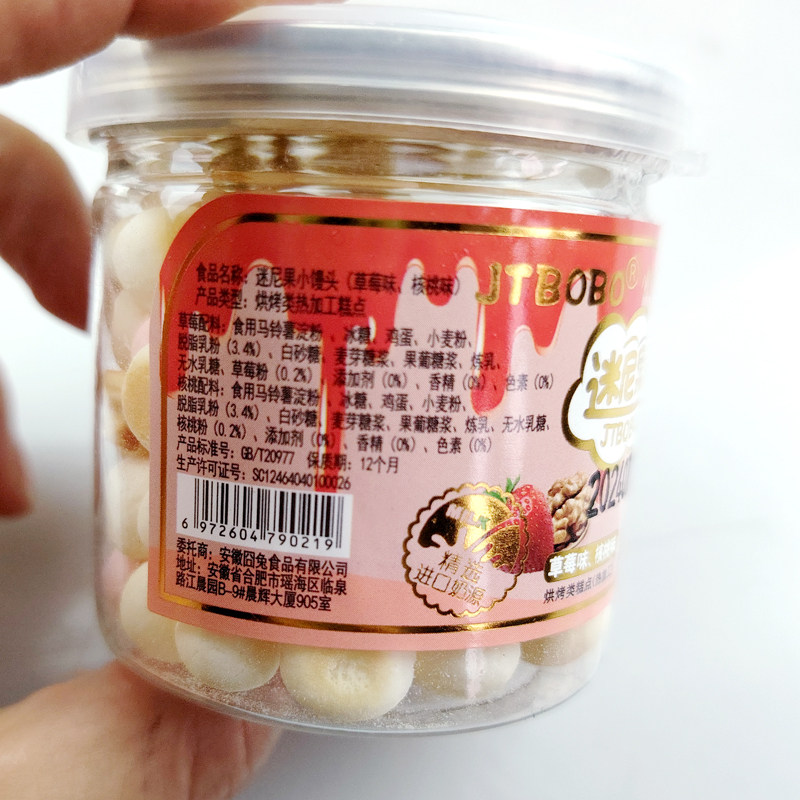 JTBOBO®
食品名称：迷尼果小馒头（草莓味、核桃味）
产品类型：烘烤类热加工糕点
草莓配料：食用马铃薯淀粉、冰糖、鸡蛋、小麦粉、
脱脂乳粉（3.4%）、白砂糖、麦芽糖浆、果葡糖浆、炼乳、
无水乳糖、草莓粉（0.2%）、添加剂（0%）、香精（0%）、色素（0%）
核桃配料：食用马铃薯淀粉、冰糖、鸡蛋、小麦粉、
脱脂乳粉（3.4%）、白砂糖、麦芽糖浆、果葡糖浆、炼乳、无水乳糖、
核桃粉（0.2%）、添加剂（0%）、香精（0%）、色素（0%）
产品标准号：GB/T20977 保质期：12个月
生产许可证号：SC12464040100026
6 972604 790219
委托商：安徽囧兔食品有限公司
地址：安徽省合肥市瑶海区临泉
路江晨园B-9#晨辉大厦905室
MILK
精选
进口奶源
迷尼
JTBO
2024
草莓味、核桃
烘烤类糕点